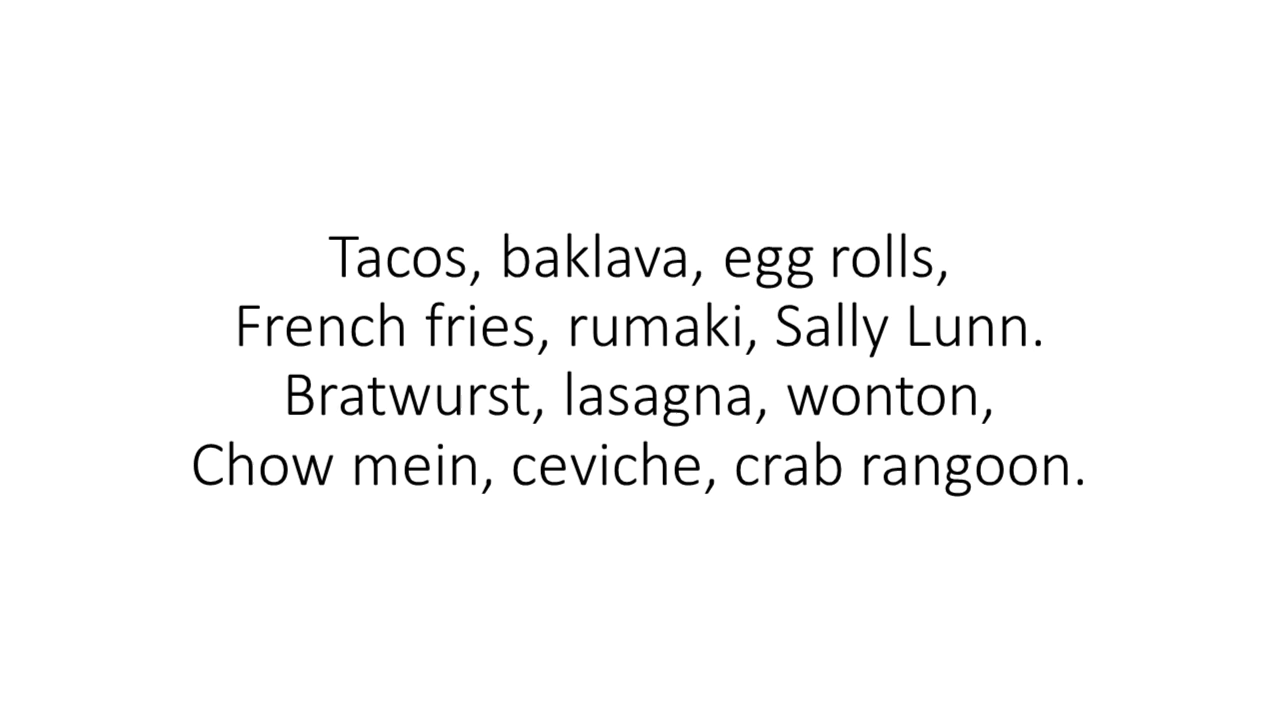 Tacos, baklava, egg rolls,
French fries, rumaki, Sally Lunn.
Bratwurst, lasagna, wonton,
Chow mein, ceviche, crab rangoon.